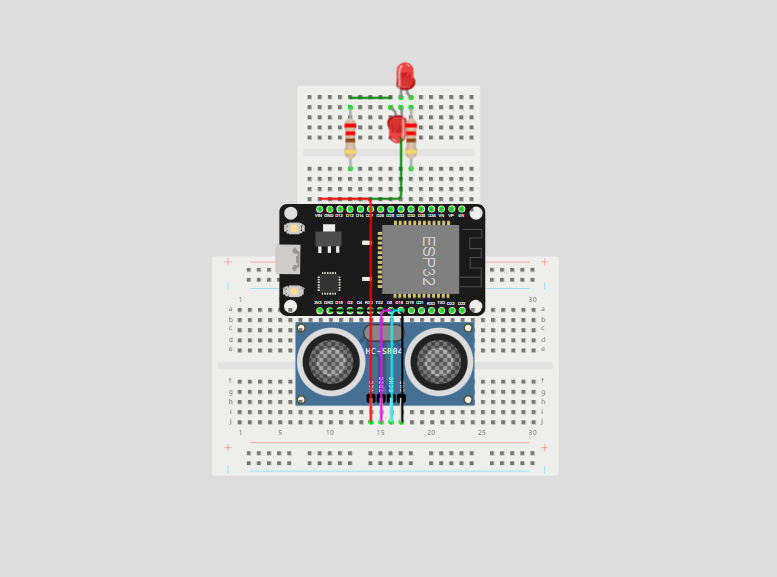 VIN GND D13 D12 D14 D27 D26 D25 D33 D32 D35 D34 VN VP EN
ESP32
3V3 GND D15 D2 D4 RX2 TX2 D5 D18 D19 D21 RX0 TX0 D22 D23
1 30
a a
b b
c c
d d
e e
HC-SR04
f f
g g
h h
i i
j j
1 5 10 15 20 25 30